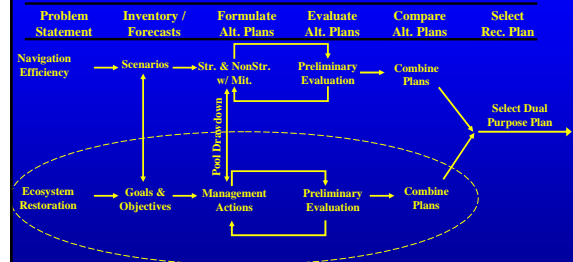 Problem Inventory / Formulate Evaluate Compare Select
Statement Forecasts Alt. Plans Alt. Plans Alt. Plans Rec. Plan
Navigation
Efficiency
Scenarios
Str. & NonStr.
w/ Mit.
Preliminary
Evaluation
Combine
Plans
Select Dual
Purpose Plan
Pool Drawdown
Ecosystem
Restoration
Goals &
Objectives
Management
Actions
Preliminary
Evaluation
Combine
Plans